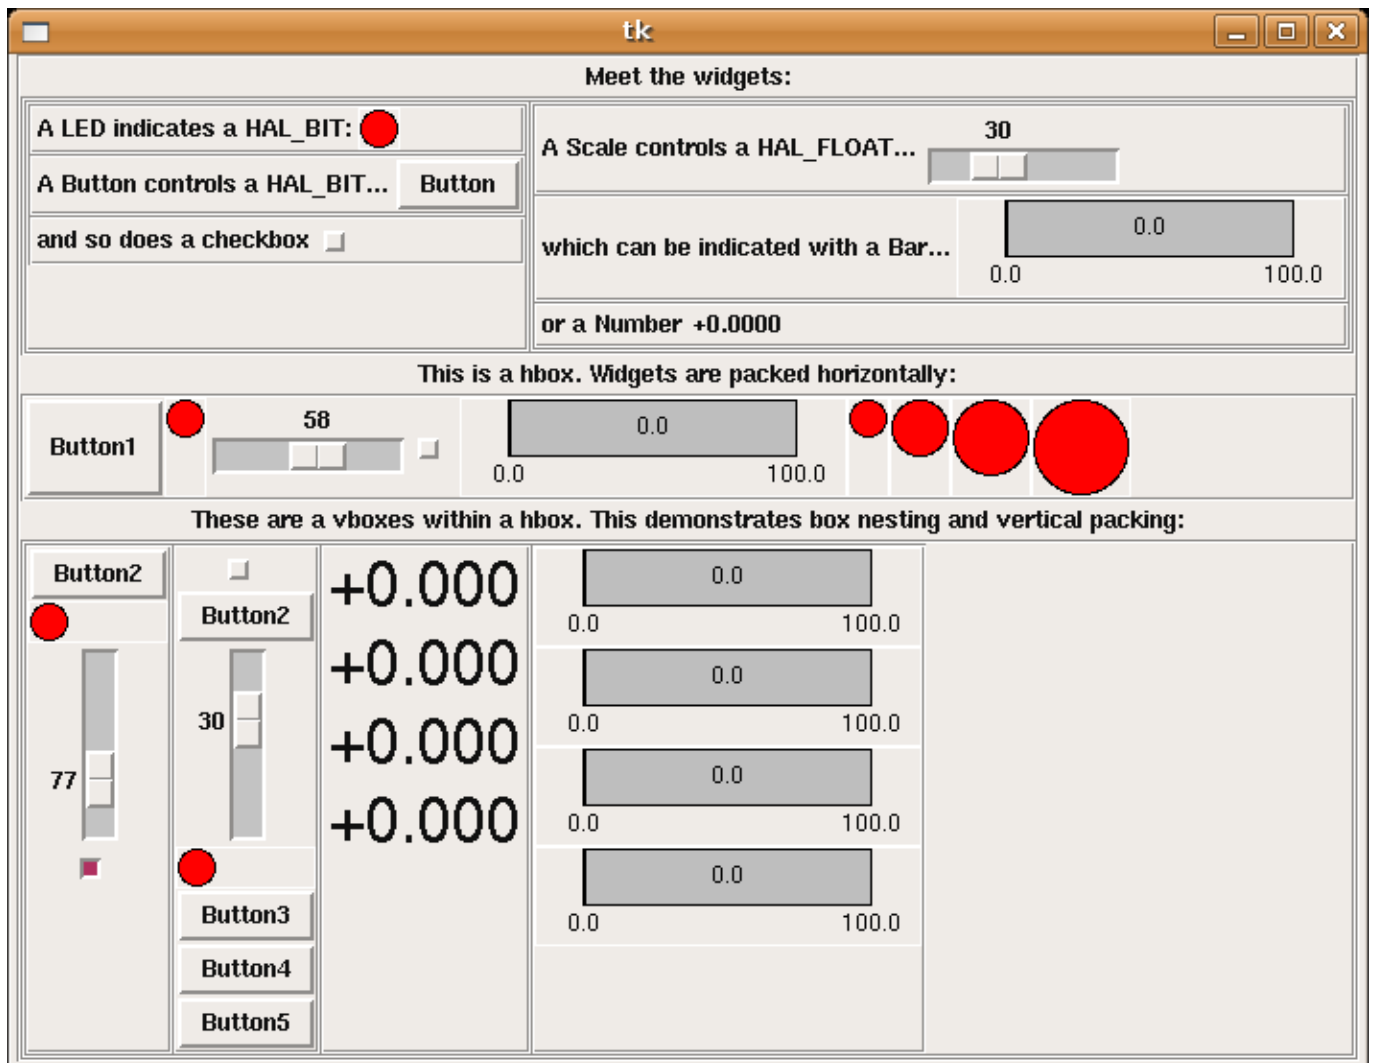 tk
Meet the widgets:
A LED indicates a HAL_BIT:
A Button controls a HAL_BIT... Button
and so does a checkbox
30
A Scale controls a HAL_FLOAT...
0.0
which can be indicated with a Bar...
0.0 100.0
or a Number +0.0000
This is a hbox. Widgets are packed horizontally:
Button1
58
0.0
0.0 100.0
These are a vboxes within a hbox. This demonstrates box nesting and vertical packing:
Button2
77
Button2
30
Button3
Button4
Button5
+0.000
+0.000
+0.000
+0.000
0.0
0.0 100.0
0.0
0.0 100.0
0.0
0.0 100.0
0.0
0.0 100.0